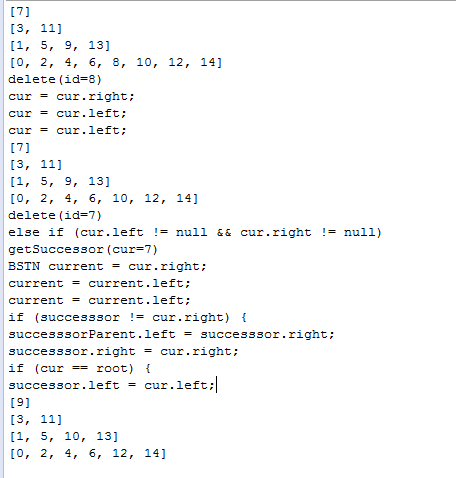 [7]
[3, 11]
[1, 5, 9, 13]
[0, 2, 4, 6, 8, 10, 12, 14]
delete(id=8)
cur = cur.right;
cur = cur.left;
cur = cur.left;
[7]
[3, 11]
[1, 5, 9, 13]
[0, 2, 4, 6, 10, 12, 14]
delete(id=7)
else if (cur.left != null && cur.right != null)
getSuccessor(cur=7)
BSTN current = cur.right;
current = current.left;
current = current.left;
if (successsor != cur.right) {
successsorParent.left = successsor.right;
successsor.right = cur.right;
if (cur == root) {
successor.left = cur.left;
[9]
[3, 11]
[1, 5, 10, 13]
[0, 2, 4, 6, 12, 14]